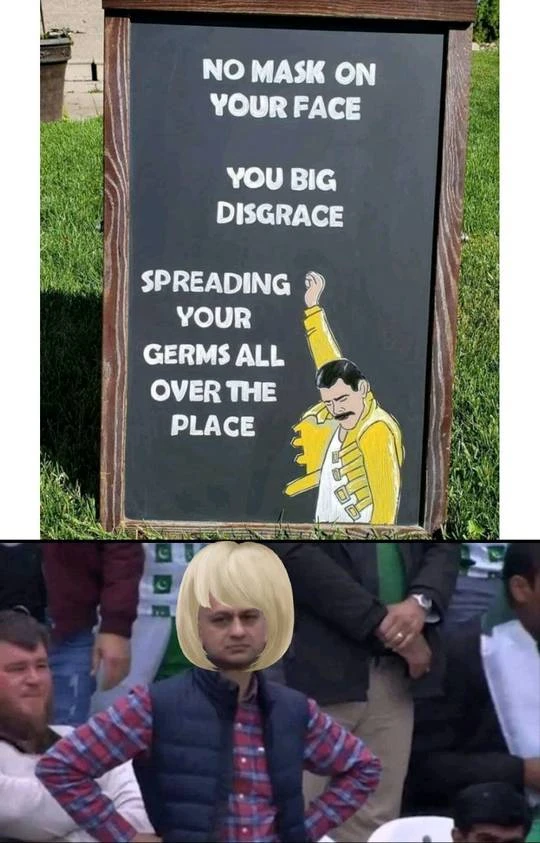 NO MASK ON
YOUR FACE
YOU BIG
DISGRACE
SPREADING
YOUR
GERMS ALL
OVER THE
PLACE